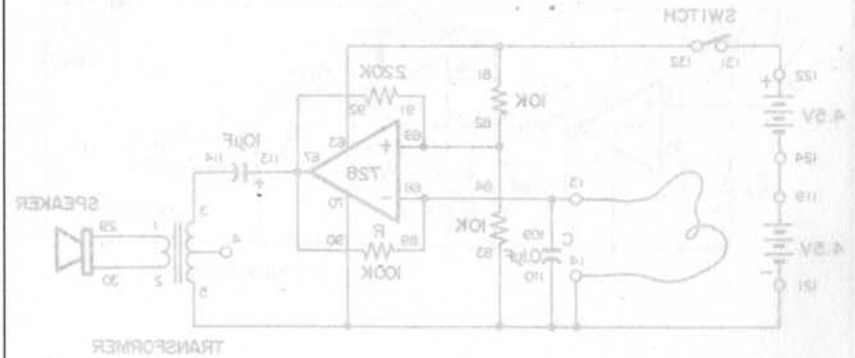 SWITCH
131
132
122
+
4.5V
124
119
4.5V
-
121
81
10K
82
84
10K
83
13
14
C
109
0.1µF
110
220K
91
92
69
+
63
728
67
68
-
70
89
90
R
100K
10µF
113
114
+
3
4
5
1
2
29
30
SPEAKER
TRANSFORMER